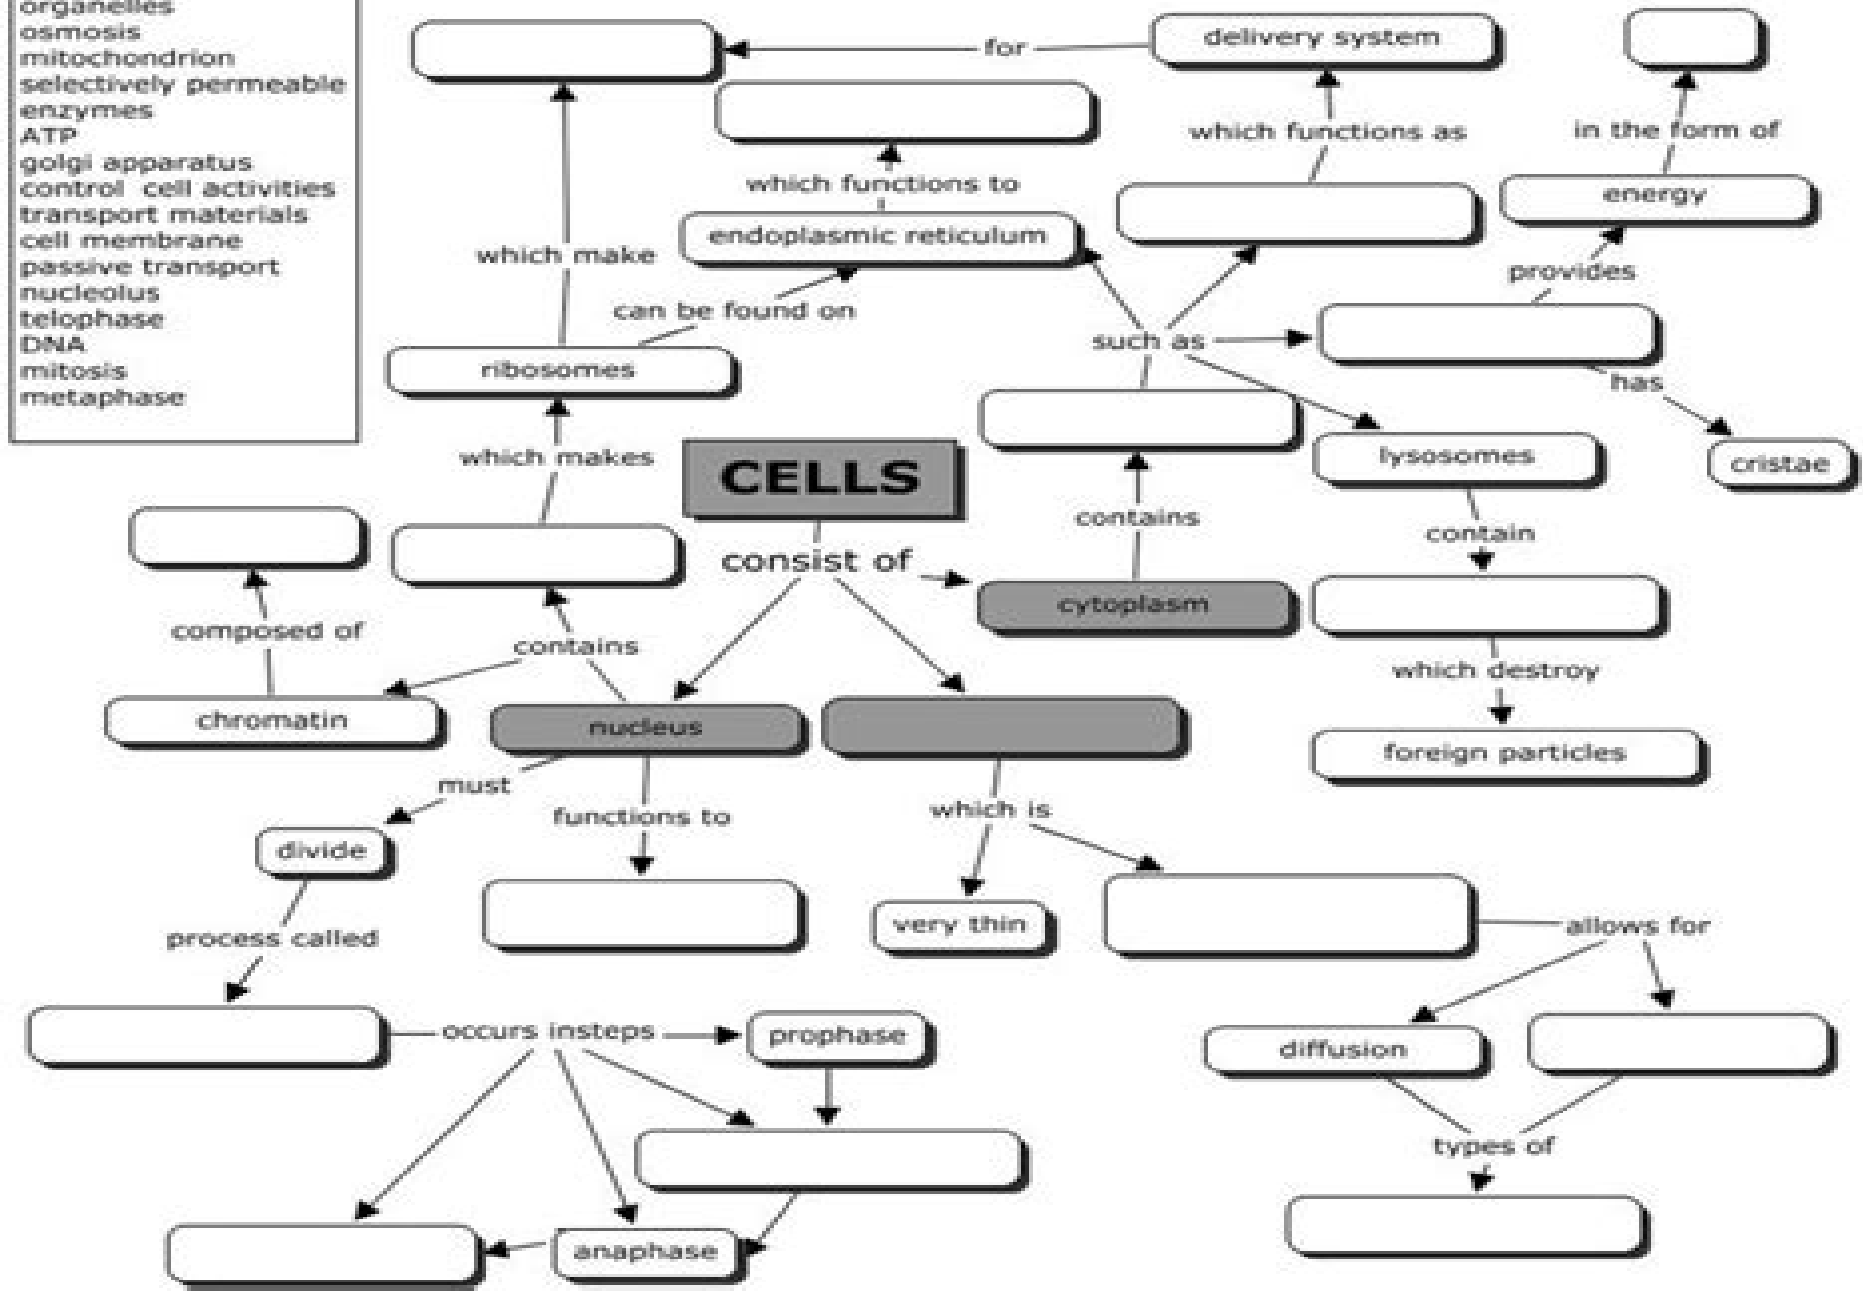 organelles
osmosis
mitochondrion
selectively permeable
enzymes
ATP
golgi apparatus
control cell activities
transport materials
cell membrane
passive transport
nucleolus
telophase
DNA
mitosis
metaphase
for
delivery system
which functions as
in the form of
which functions to
energy
endoplasmic reticulum
which make
provides
can be found on
such as
ribosomes
has
which makes
CELLS
lysosomes
cristae
contains
contain
consist of
cytoplasm
composed of
contains
which destroy
chromatin
nucleus
foreign particles
must
functions to
which is
divide
very thin
allows for
process called
occurs insteps
prophase
diffusion
types of
anaphase